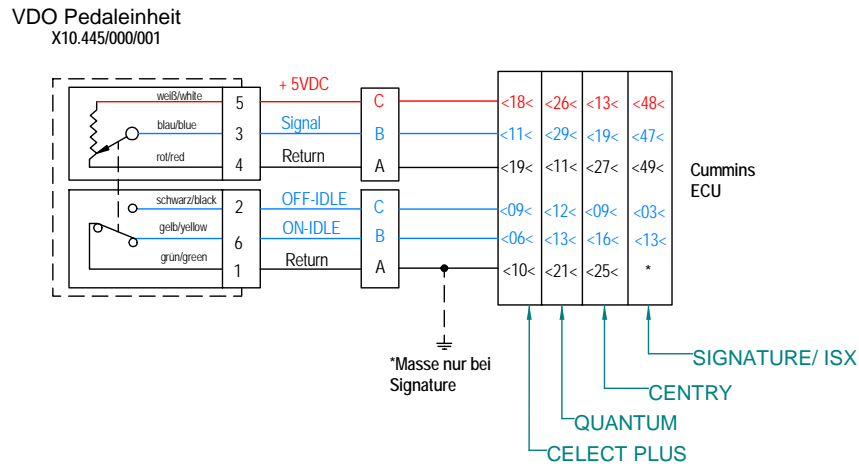 VDO Pedaleinheit
X10.445/000/001
weiß/white 5 + 5VDC C <18< <26< <13< <48<
blau/blue 3 Signal B <11< <29< <19< <47<
rot/red 4 Return A <19< <11< <27< <49<
Cummins
ECU
schwarz/black 2 OFF-IDLE C <09< <12< <09< <03<
gelb/yellow 6 ON-IDLE B <06< <13< <16< <13<
grün/green 1 Return A <10< <21< <25< *
*Masse nur bei
Signature
SIGNATURE/ ISX
CENTRY
QUANTUM
CELECT PLUS